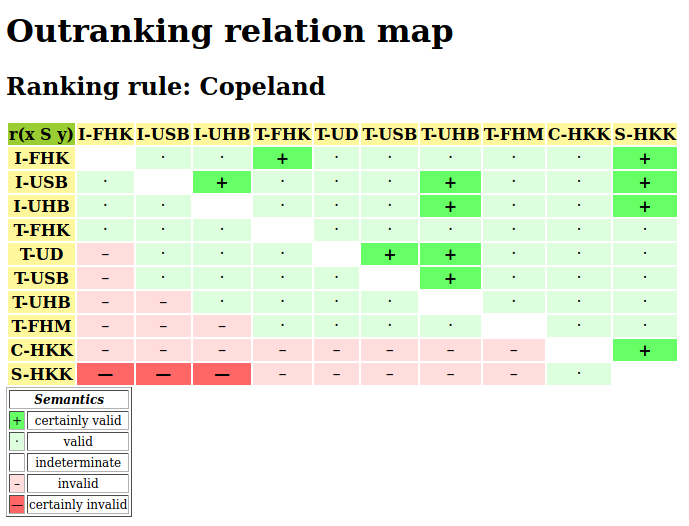 Outranking relation map
Ranking rule: Copeland
r(x S y) I-FHK I-USB I-UHB T-FHK T-UD T-USB T-UHB T-FHM C-HKK S-HKK
I-FHK · · + · · · · · +
I-USB · + · · · + · · +
I-UHB · · · · · + · · +
T-FHK · · · · · · · · ·
T-UD – · · · + + · · ·
T-USB – · · · · + · · ·
T-UHB – – · · · · · · ·
T-FHM – – – · · · · · ·
C-HKK – – – – – – – – +
S-HKK — — — – – – – – ·
Semantics
+ certainly valid
· valid
indeterminate
– invalid
— certainly invalid